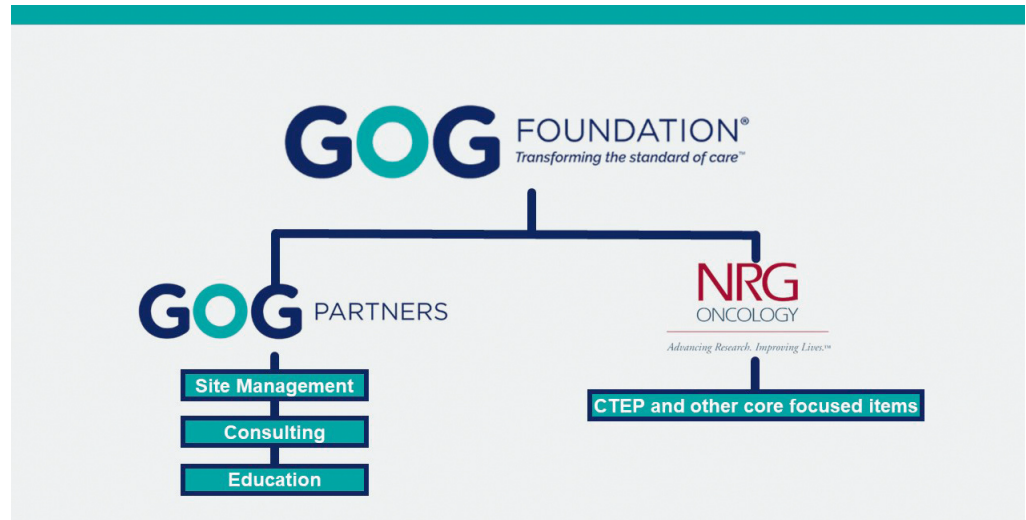 GOG FOUNDATION®
Transforming the standard of care™
GOG PARTNERS
Site Management
Consulting
Education
NRG
ONCOLOGY
Advancing Research. Improving Lives.™
CTEP and other core focused items